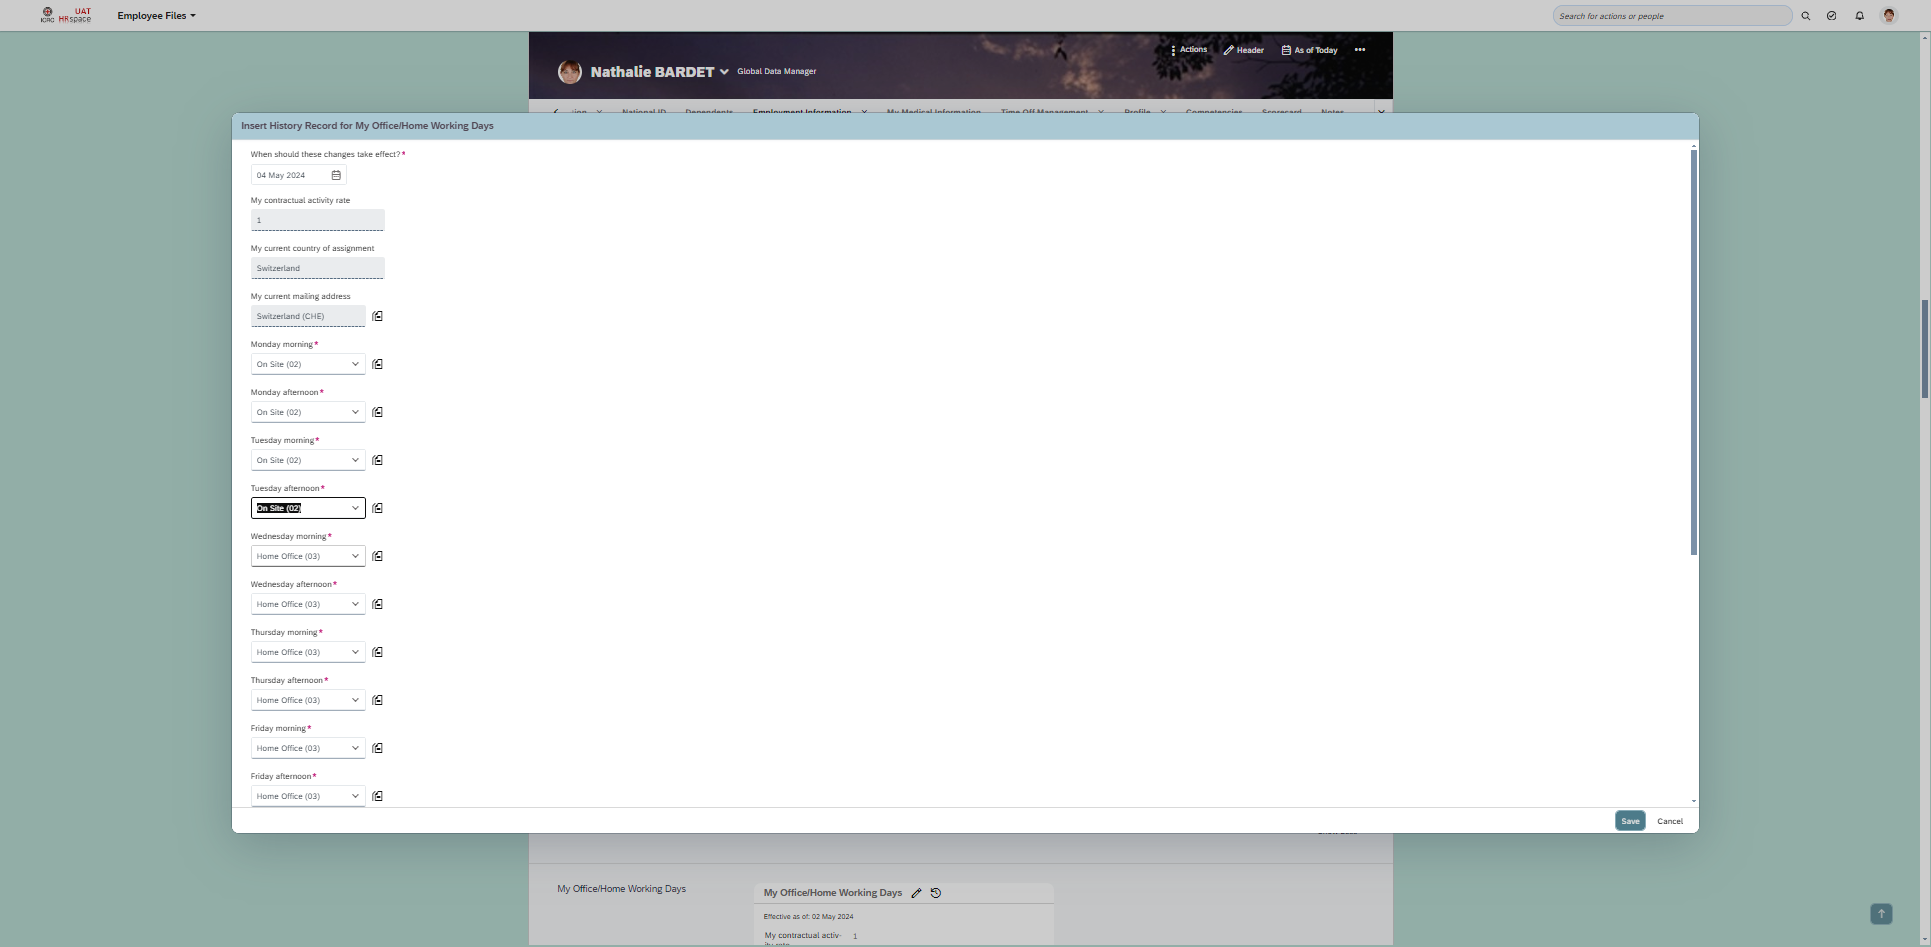 ICRC
UAT
HRspace
Employee Files
Search for actions or people
Actions
Header
As of Today
Nathalie BARDET
Global Data Manager
National ID
Dependents
Employment Information
My Medical Information
Time Off Management
Profile
Competencies
Scorecard
Notes
Insert History Record for My Office/Home Working Days
When should these changes take effect?*
04 May 2024
My contractual activity rate
1
My current country of assignment
Switzerland
My current mailing address
Switzerland (CHE)
Monday morning*
On Site (02)
Monday afternoon*
On Site (02)
Tuesday morning*
On Site (02)
Tuesday afternoon*
On Site (02)
Wednesday morning*
Home Office (03)
Wednesday afternoon*
Home Office (03)
Thursday morning*
Home Office (03)
Thursday afternoon*
Home Office (03)
Friday morning*
Home Office (03)
Friday afternoon*
Home Office (03)
Save
Cancel
My Office/Home Working Days
My Office/Home Working Days
Effective as of: 02 May 2024
My contractual activ-
1